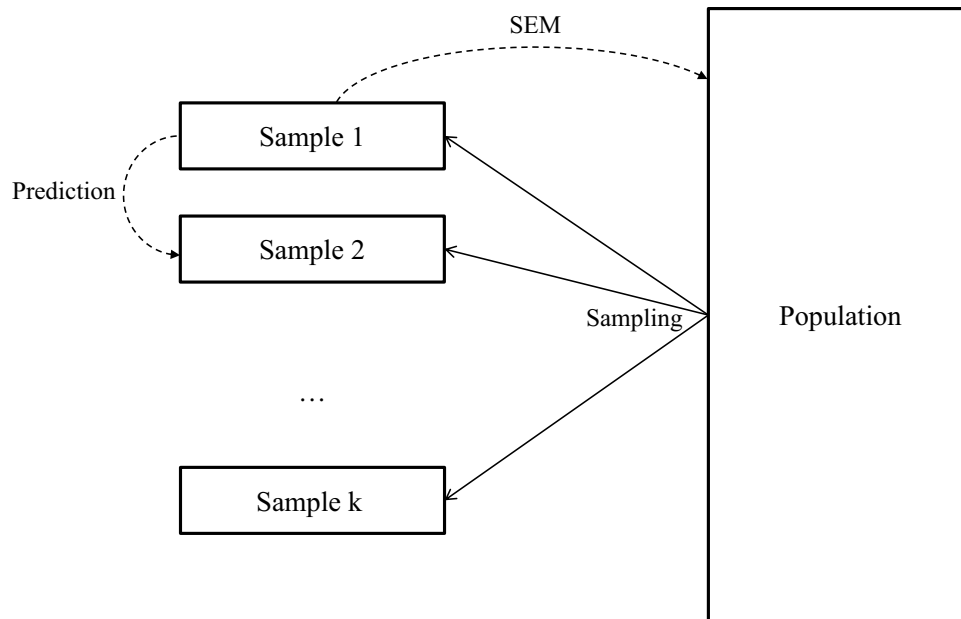 SEM
Sample 1
Prediction
Sample 2
Sampling
Population
...
Sample k